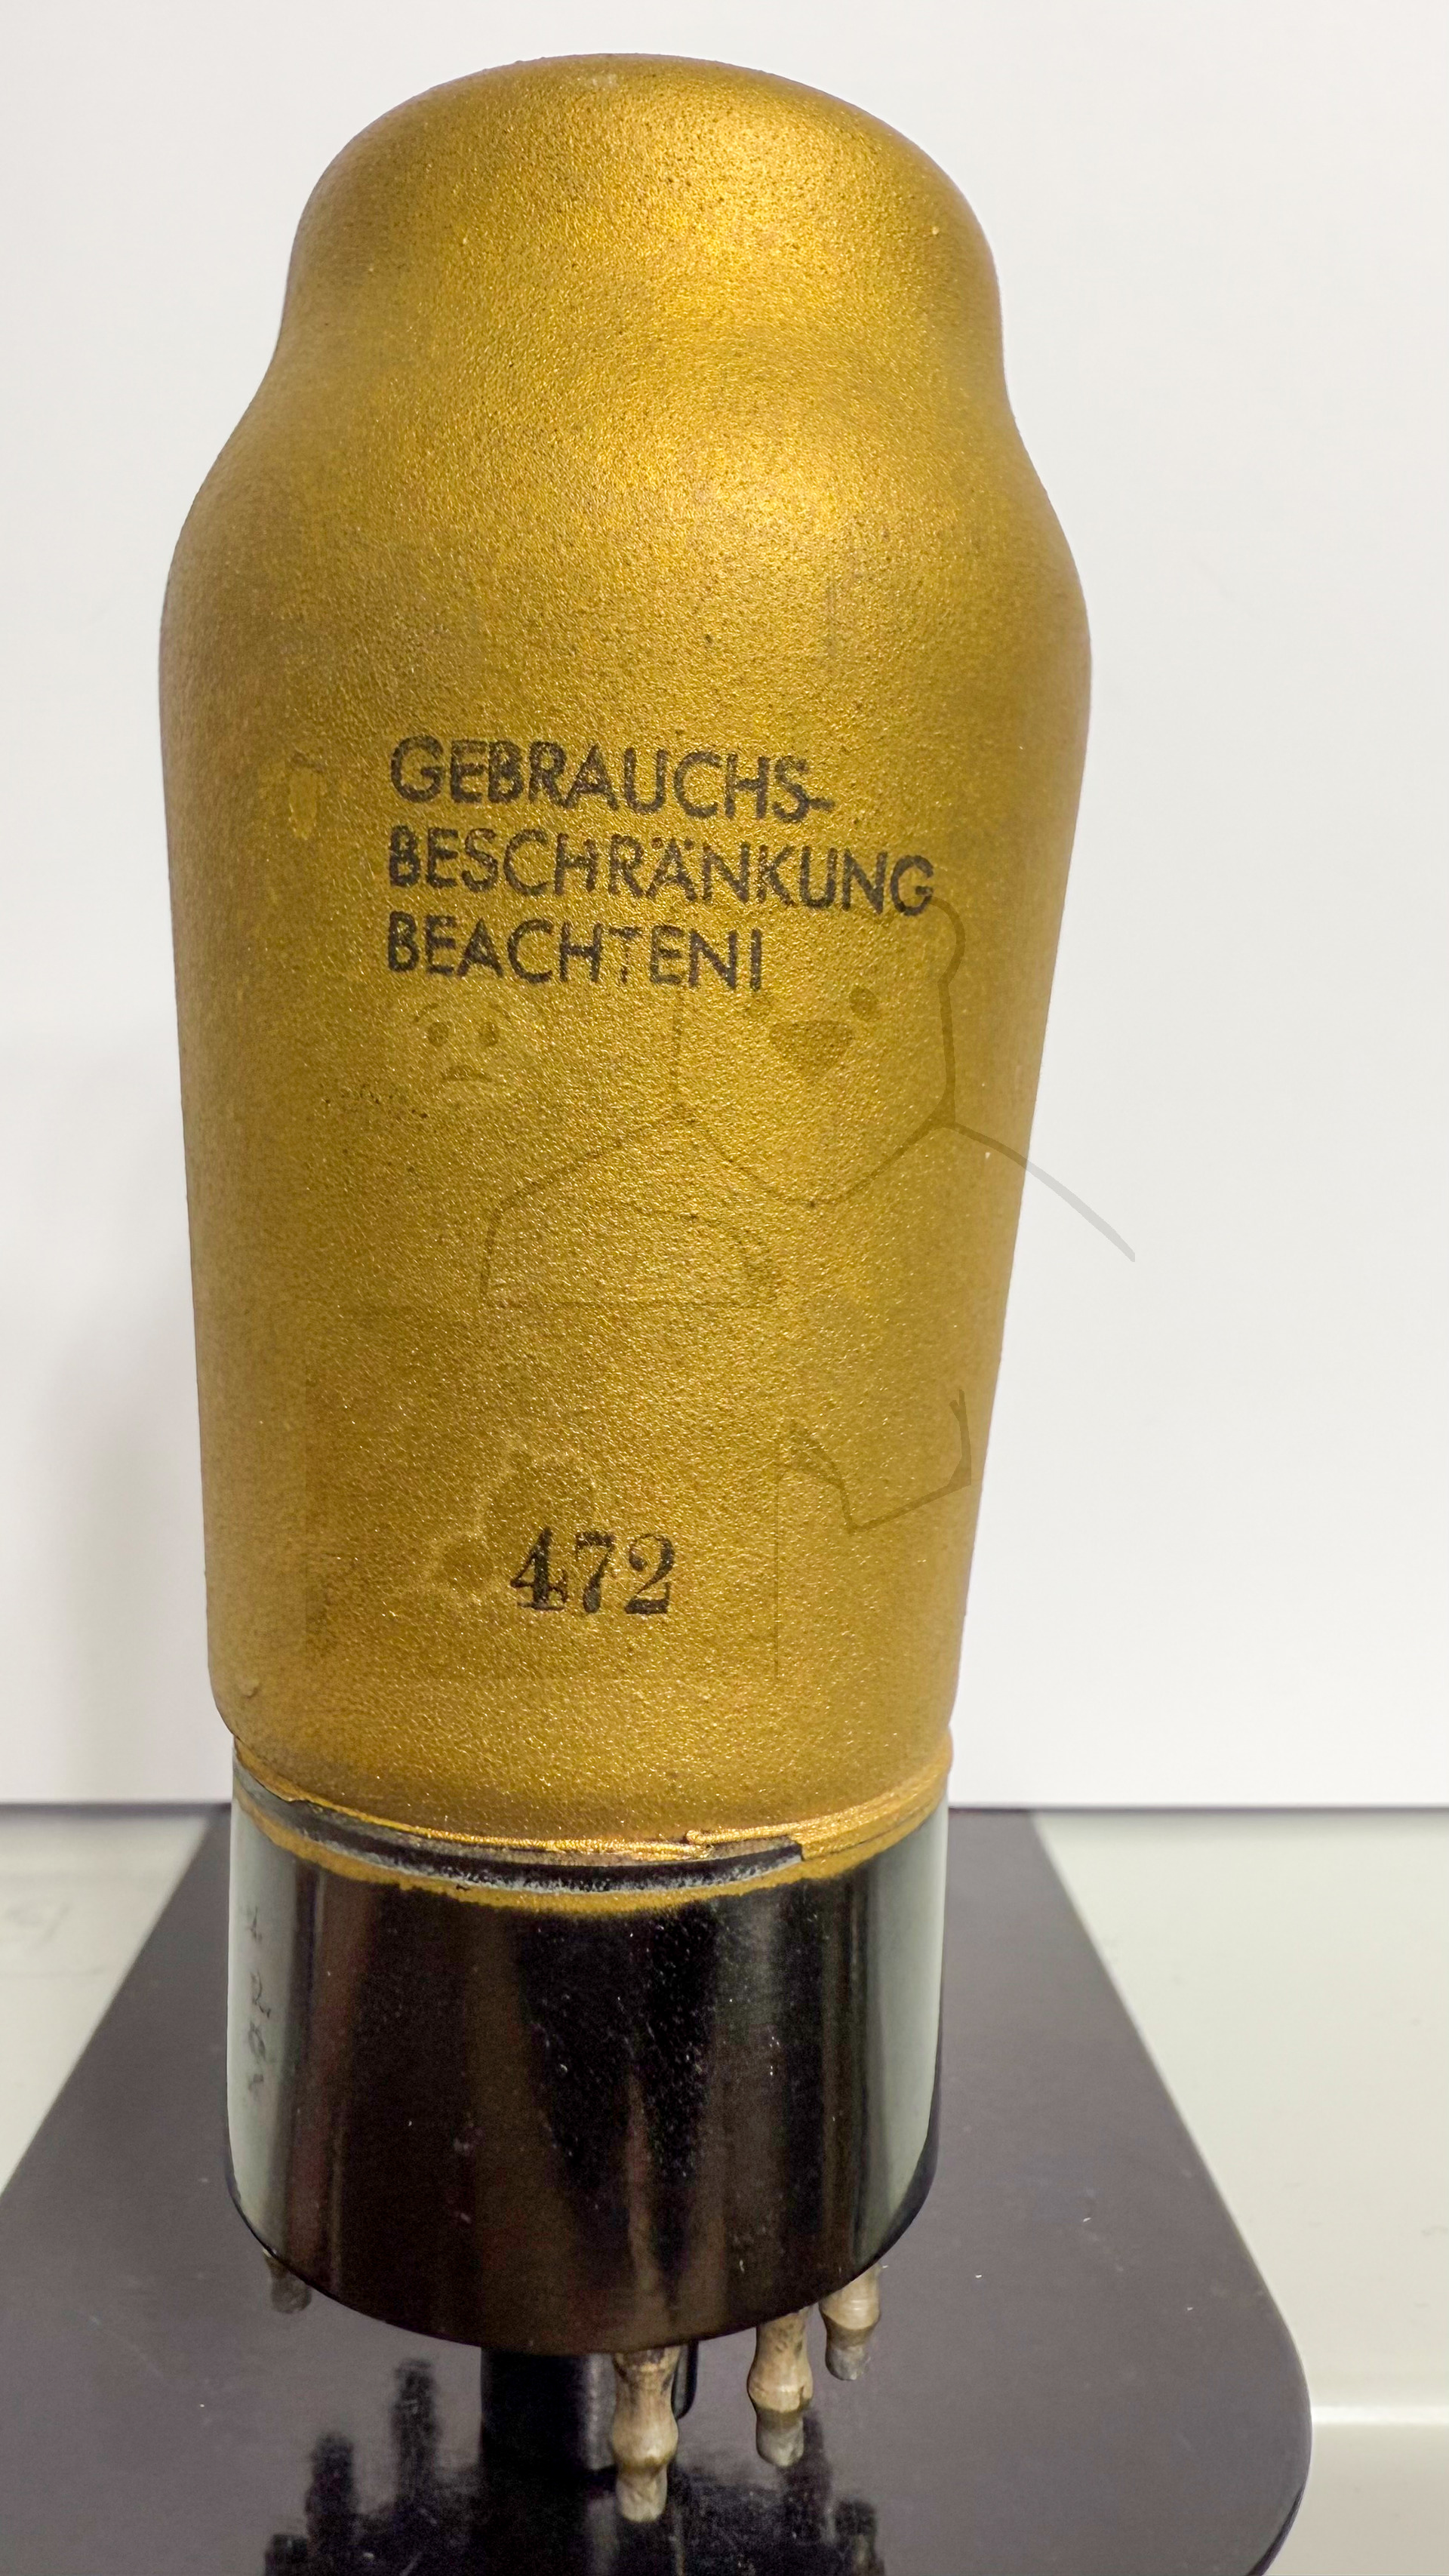 GEBRAUCHS-
BESCHRÄNKUNG
BEACHTEN!
472